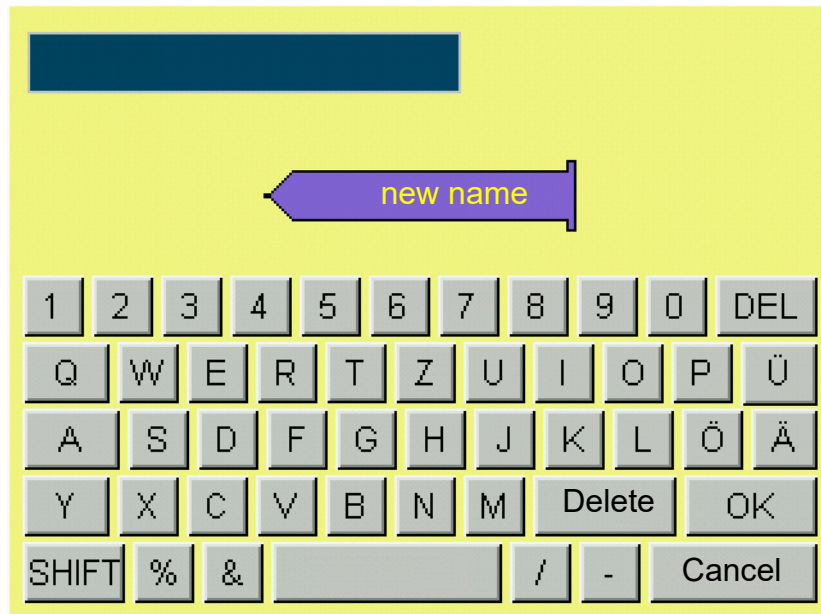 new name
1 2 3 4 5 6 7 8 9 0 DEL
Q W E R T Z U I O P Ü
A S D F G H J K L Ö Ä
Y X C V B N M Delete OK
SHIFT % & / - Cancel